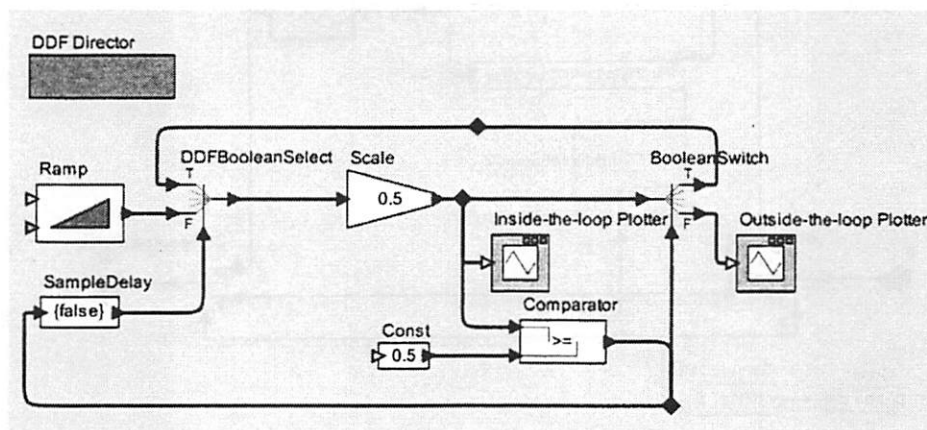 DDF Director
Ramp
DDFBooleanSelect
T
F
Scale
0.5
BooleanSwitch
T
F
Inside-the-loop Plotter
Outside-the-loop Plotter
SampleDelay
{false}
Const
0.5
Comparator
>=